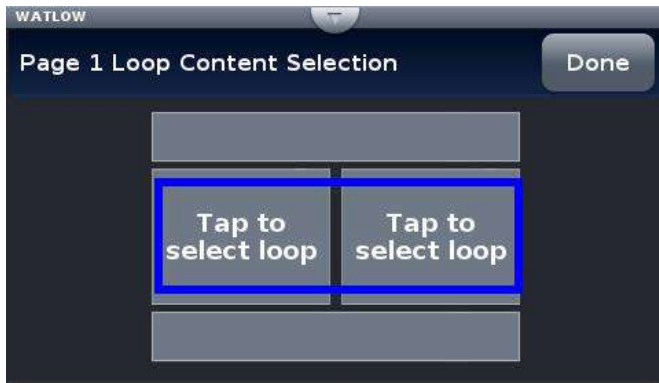 WATLOW
Page 1 Loop Content Selection
Done
Tap to
select loop
Tap to
select loop